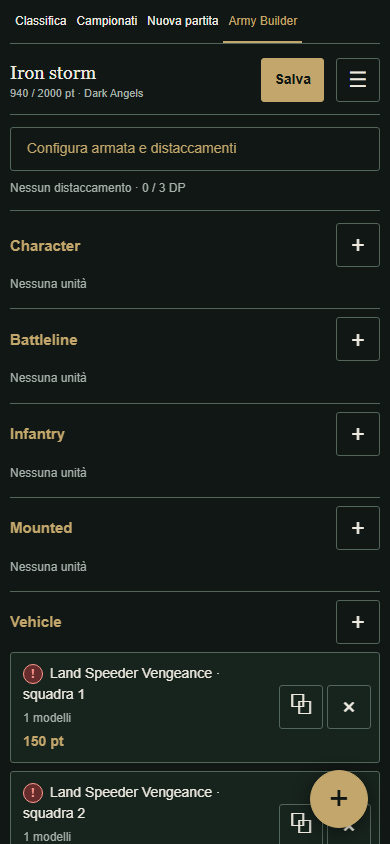 Classifica Campionati Nuova partita Army Builder
Iron storm
940 / 2000 pt · Dark Angels
Salva
☰
Configura armata e distaccamenti
Nessun distaccamento · 0 / 3 DP
Character
+
Nessuna unità
Battleline
+
Nessuna unità
Infantry
+
Nessuna unità
Mounted
+
Nessuna unità
Vehicle
+
! Land Speeder Vengeance ·
squadra 1
1 modelli
150 pt
×
! Land Speeder Vengeance ·
squadra 2
1 modelli
+